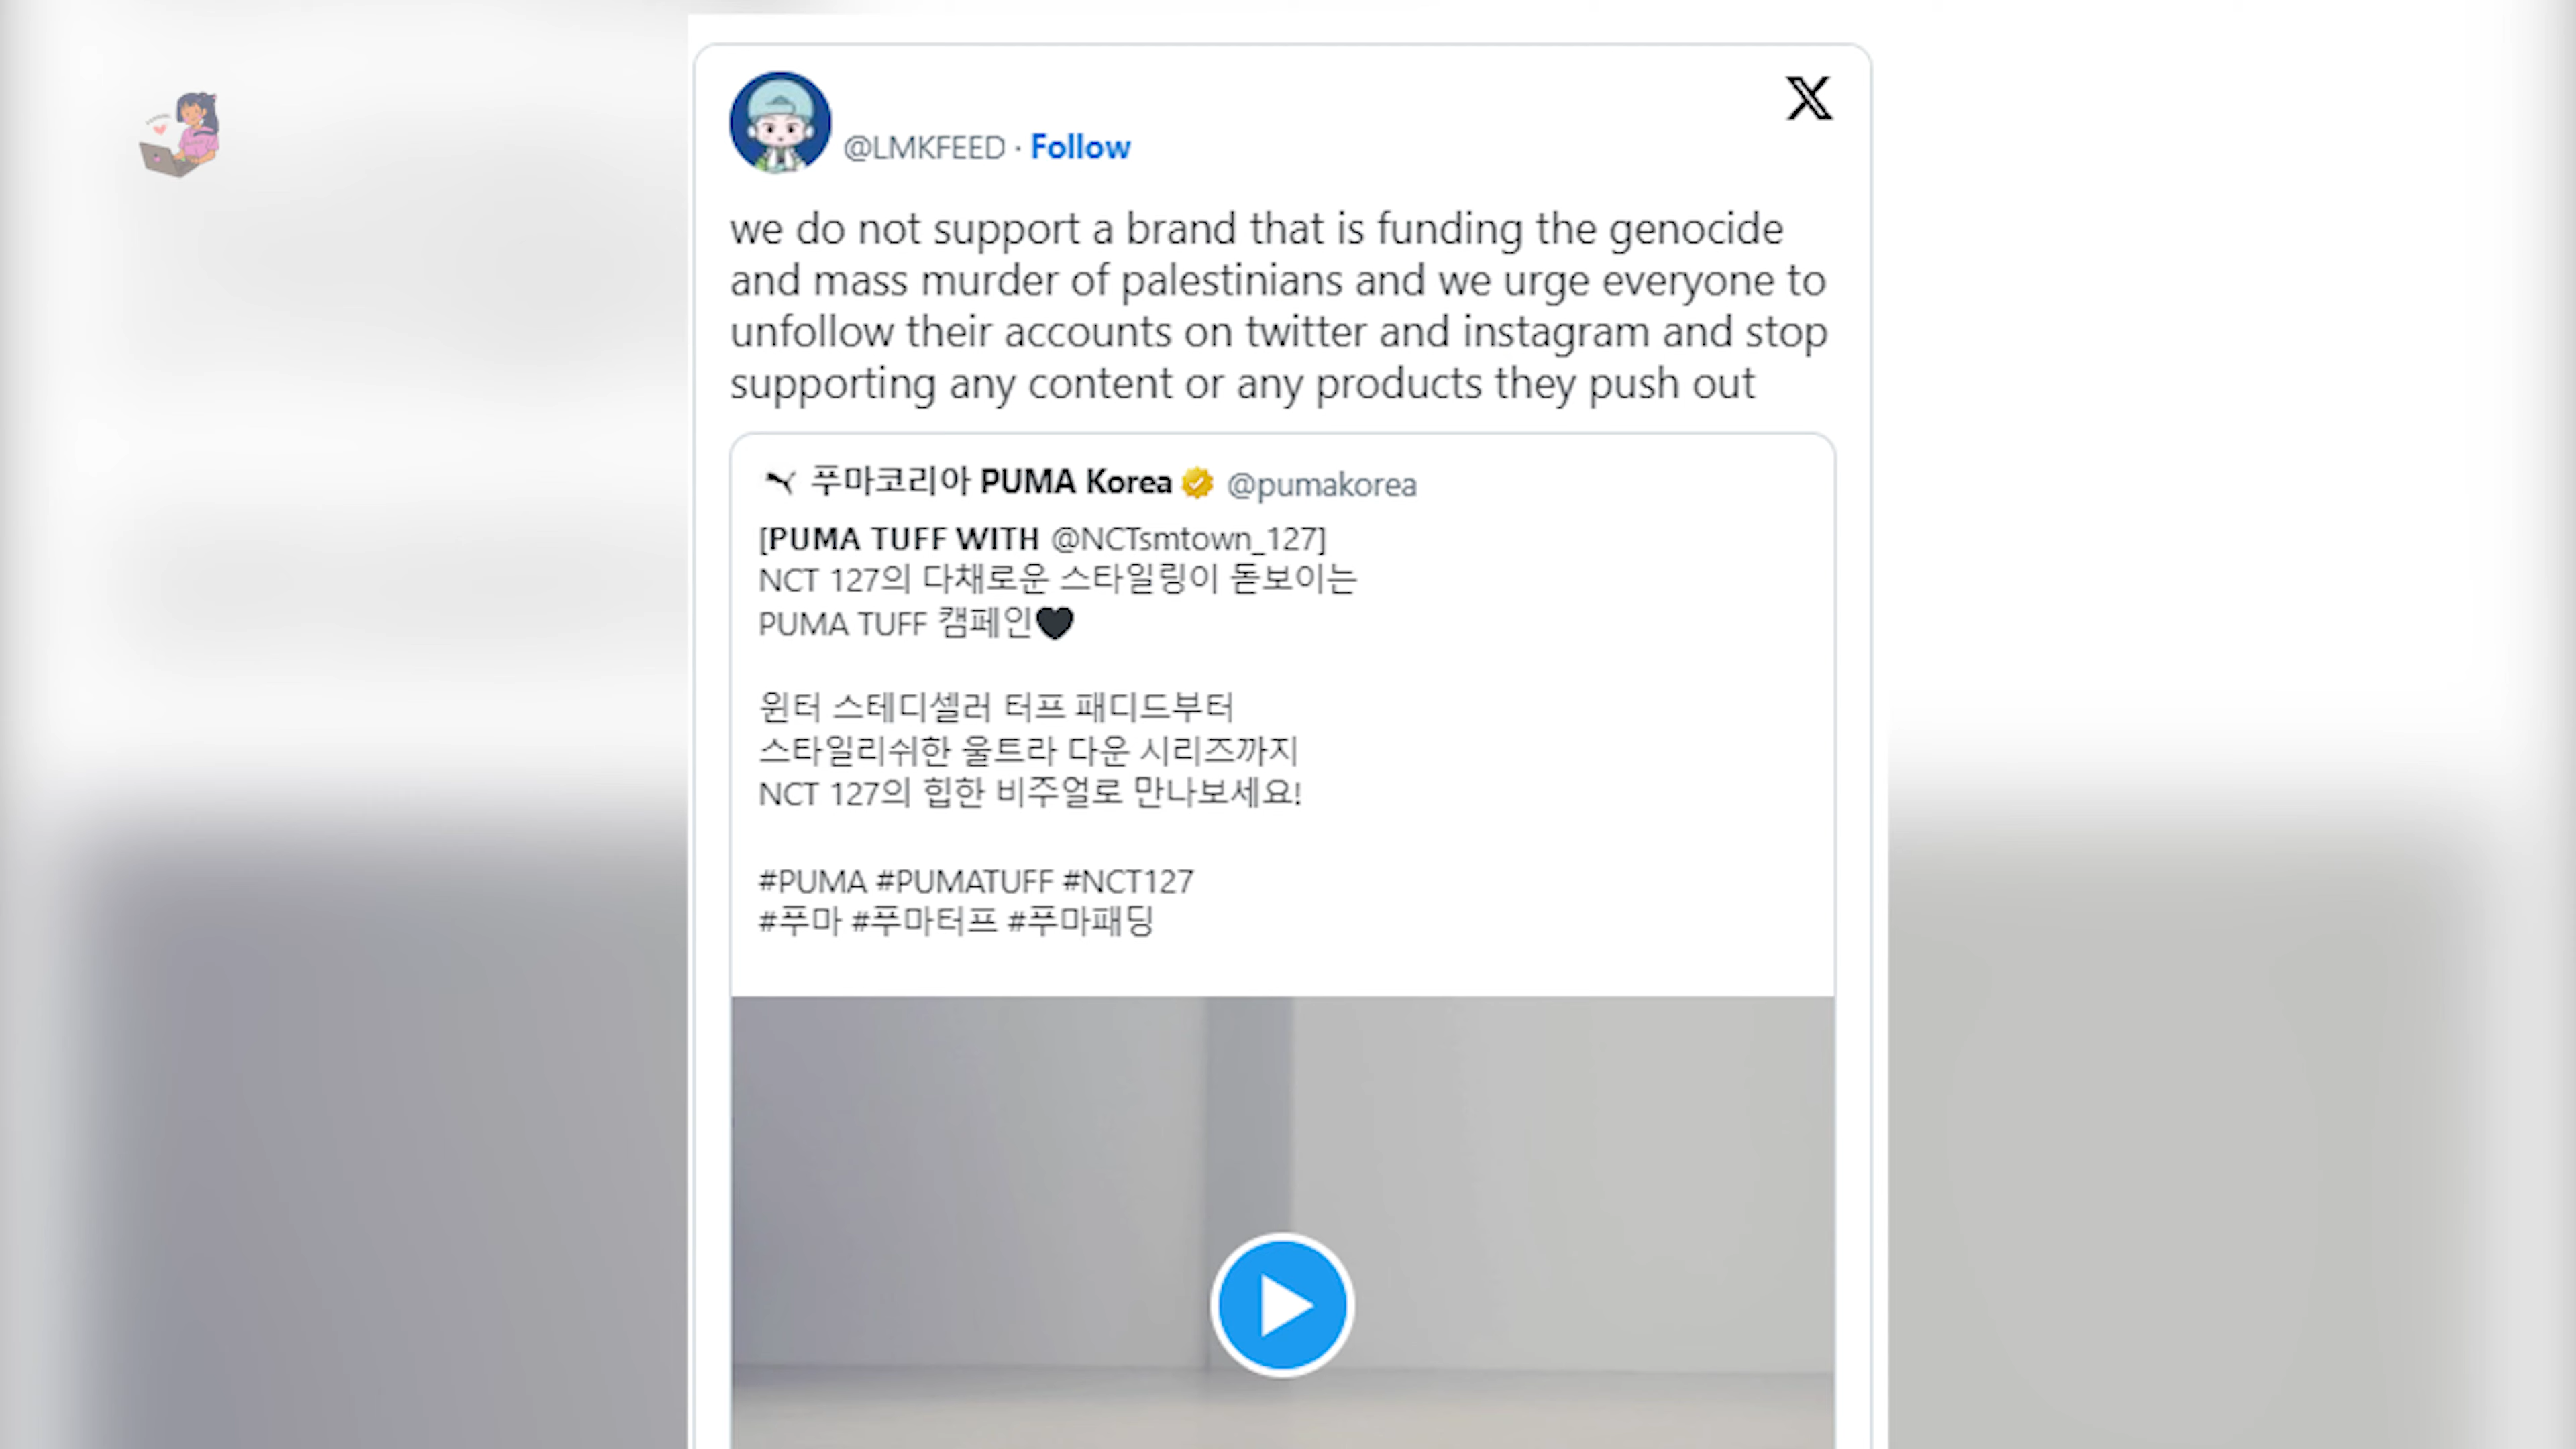 @LMKFEED · Follow
we do not support a brand that is funding the genocide
and mass murder of palestinians and we urge everyone to
unfollow their accounts on twitter and instagram and stop
supporting any content or any products they push out
푸마코리아 PUMA Korea @pumakorea
[PUMA TUFF WITH @NCTsmtown_127]
NCT 127의 다채로운 스타일링이 돋보이는
PUMA TUFF 캠페인🖤
윈터 스테디셀러 터프 패디드부터
스타일리쉬한 울트라 다운 시리즈까지
NCT 127의 힙한 비주얼로 만나보세요!
#PUMA #PUMATUFF #NCT127
#푸마 #푸마터프 #푸마패딩